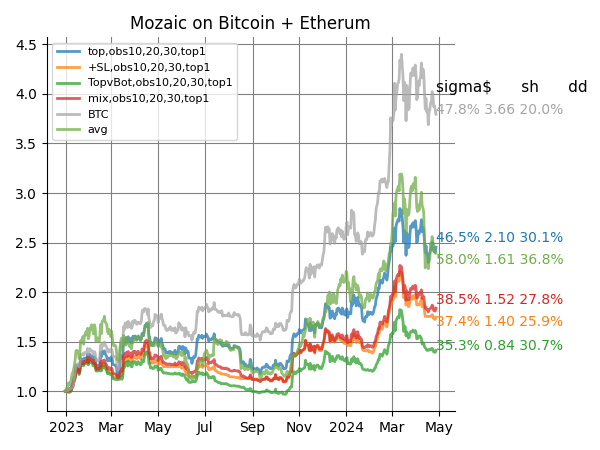 Mozaic on Bitcoin + Etherum
4.5
4.0
3.5
3.0
2.5
2.0
1.5
1.0
top,obs10,20,30,top1
+SL,obs10,20,30,top1
TopvBot,obs10,20,30,top1
mix,obs10,20,30,top1
BTC
avg
sigma$ sh dd
47.8% 3.66 20.0%
46.5% 2.10 30.1%
58.0% 1.61 36.8%
38.5% 1.52 27.8%
37.4% 1.40 25.9%
35.3% 0.84 30.7%
2023 Mar May Jul Sep Nov 2024 Mar May